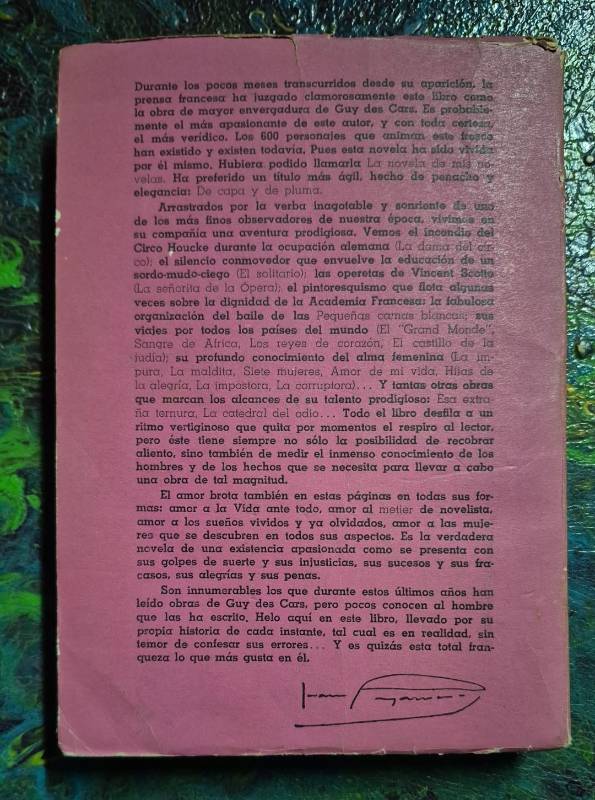 Durante los pocos meses transcurridos desde su aparición, la
prensa francesa ha juzgado clamorosamente este libro como
la obra de mayor envergadura de Guy des Cars. Es probable-
mente el más apasionante de este autor, y con toda certeza,
el más verídico. Los 600 personajes que animan este fresco
han existido y existen todavía. Pues esta novela ha sido vivida
por él mismo. Hubiera podido llamarla La novela de mis no-
velas. Ha preferido un título más ágil, hecho de penacho y
elegancia: De capa y de pluma.
Arrastrados por la verba inagotable y sonriente de uno
de los más finos observadores de nuestra época, vivimos en
su compañía una aventura prodigiosa. Vemos el incendio del
Circo Houcke durante la ocupación alemana (La dama del cir-
co); el silencio conmovedor que envuelve la educación de un
sordo-mudo-ciego (El solitario); las operetas de Vincent Scotto
(La señorita de la Ópera); el pintoresquismo que flota algunas
veces sobre la dignidad de la Academia Francesa: la fabulosa
organización del baile de las Pequeñas camas blancas; sus
viajes por todos los países del mundo (El "Grand Monde",
Sangre de África, Los reyes de corazón, El castillo de la
judía); su profundo conocimiento del alma femenina (La im-
pura, La maldita, Siete mujeres, Amor de mi vida, Hijas de
la alegría, La impostora, La corruptora)... Y tantas otras obras
que marcan los alcances de su talento prodigioso: Esa extra-
ña ternura, La catedral del odio... Todo el libro desfila a un
ritmo vertiginoso que quita por momentos el respiro al lector,
pero éste tiene siempre no sólo la posibilidad de recobrar
aliento, sino también de medir el inmenso conocimiento de los
hombres y de los hechos que se necesita para llevar a cabo
una obra de tal magnitud.
El amor brota también en estas páginas en todas sus for-
mas: amor a la Vida ante todo, amor al metier de novelista,
amor a los sueños vividos y ya olvidados, amor a las muje-
res que se descubren en todos sus aspectos. Es la verdadera
novela de una existencia apasionada como se presenta con
sus golpes de suerte y sus injusticias, sus sucesos y sus fra-
casos, sus alegrías y sus penas.
Son innumerables los que durante estos últimos años han
leído obras de Guy des Cars, pero pocos conocen al hombre
que las ha escrito. Helo aquí en este libro, llevado por su
propia historia de cada instante, tal cual es en realidad, sin
temor de confesar sus errores... Y es quizás esta total fran-
queza lo que más gusta en él.